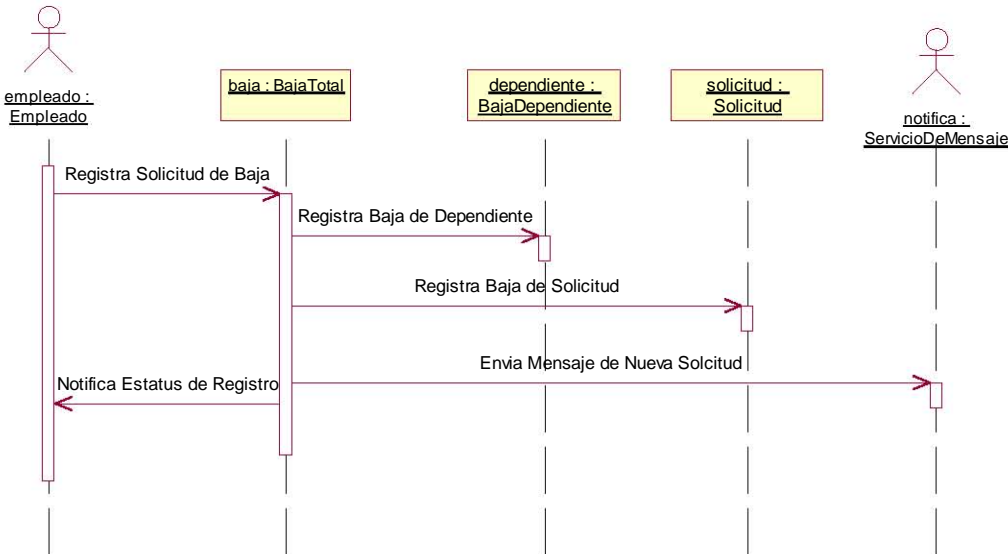 empleado :
Empleado
baja : BajaTotal
dependiente :
BajaDependiente
solicitud :
Solicitud
notifica :
ServicioDeMensaje
Registra Solicitud de Baja
Registra Baja de Dependiente
Registra Baja de Solicitud
Envia Mensaje de Nueva Solcitud
Notifica Estatus de Registro